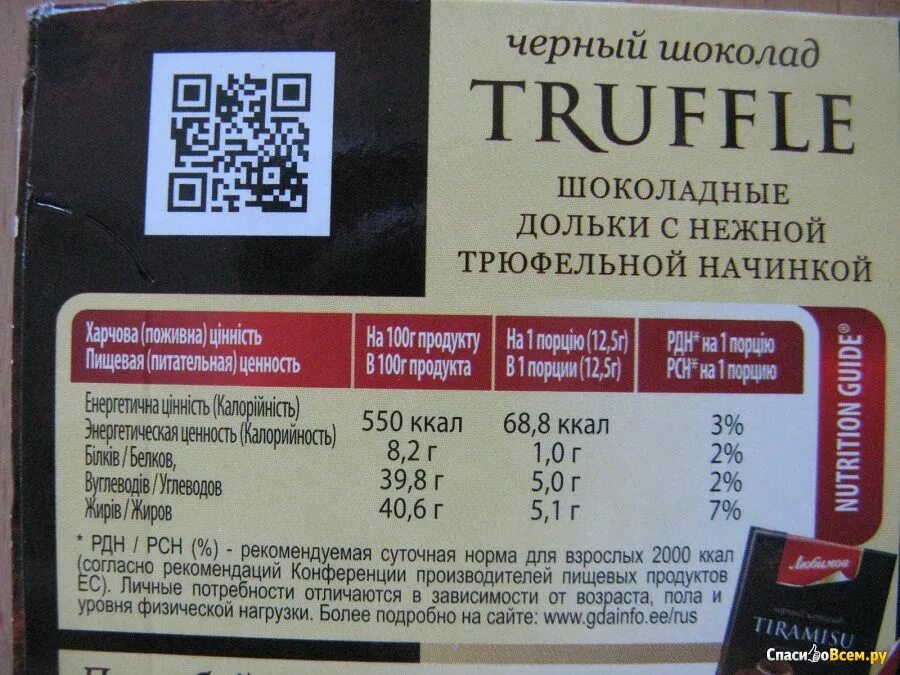 черный шоколад
TRUFFLE
ШОКОЛАДНЫЕ
ДОЛЬКИ С НЕЖНОЙ
ТРЮФЕЛЬНОЙ НАЧИНКОЙ
Харчова (поживна) цінність На 100г продукту На 1 порцію (12,5г) РДН* на 1 порцію
Пищевая (питательная) ценность В 100г продукта В 1 порции (12,5г) РСН* на 1 порцию
Енергетична цінність (Калорійність)
Энергетическая ценность (Калорийность) 550 ккал 68,8 ккал 3%
Білків / Белков, 8,2 г 1,0 г 2%
Вуглеводів / Углеводов 39,8 г 5,0 г 2%
Жирів / Жиров 40,6 г 5,1 г 7%
NUTRITION GUIDE®
* РДН / РСН (%) - рекомендуемая суточная норма для взрослых 2000 ккал
(согласно рекомендаций Конференции производителей пищевых продуктов
ЕС). Личные потребности отличаются в зависимости от возраста, пола и
уровня физической нагрузки. Более подробно на сайте: www.gdainfo.ee/rus
Любимов
черный шоколад
TIRAMISU
СпасибоВсем.ру